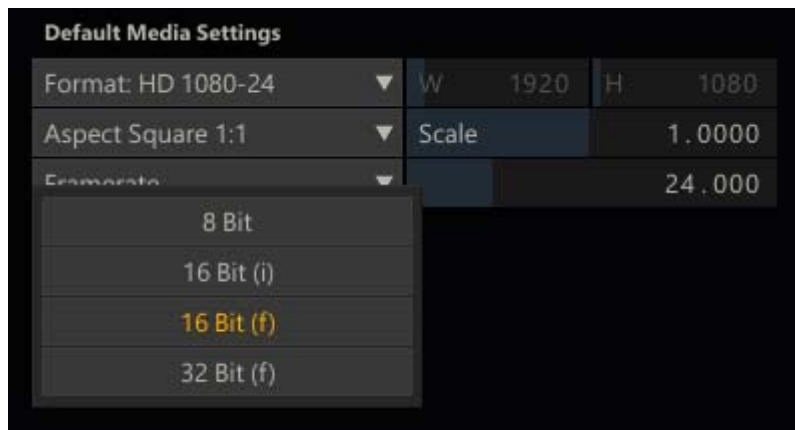 Default Media Settings
Format: HD 1080-24 W 1920 H 1080
Aspect Square 1:1 Scale 1.0000
Framerate 24.000
8 Bit
16 Bit (i)
16 Bit (f)
32 Bit (f)